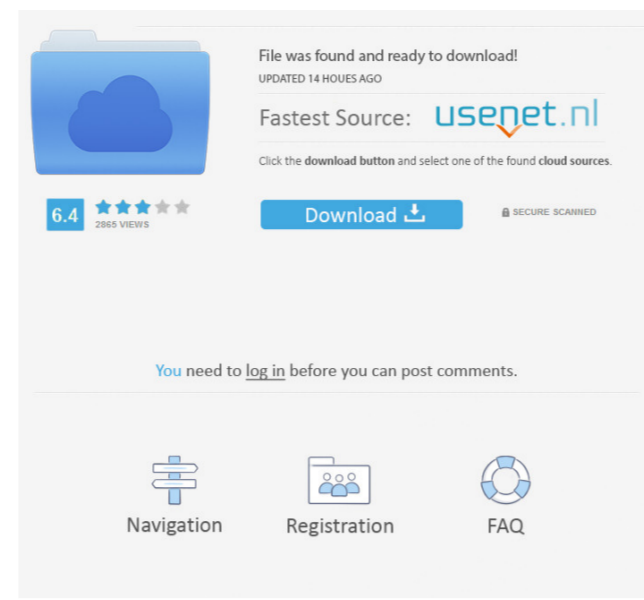 File was found and ready to download!
UPDATED 14 HOUES AGO
Fastest Source: usenet.nl
Click the download button and select one of the found cloud sources.
6.4
2865 VIEWS
Download
SECURE SCANNED
You need to log in before you can post comments.
Navigation
Registration
FAQ